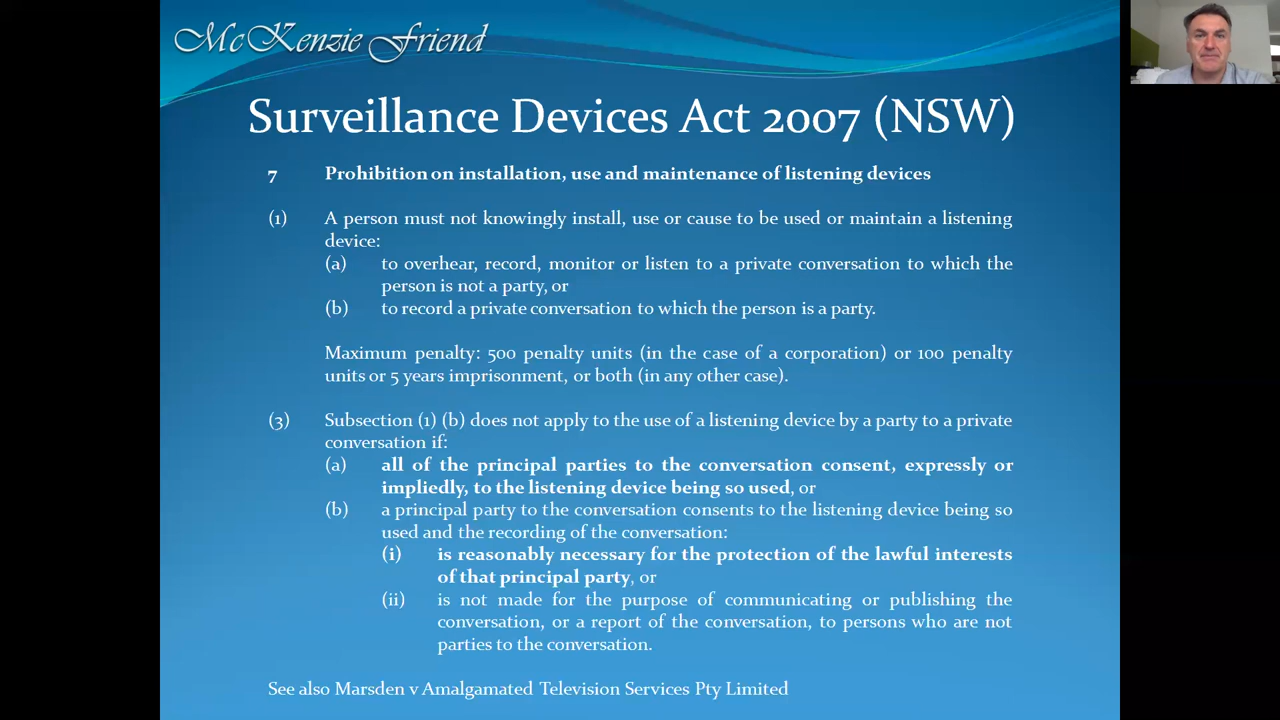 McKenzie Friend
Surveillance Devices Act 2007 (NSW)
7 Prohibition on installation, use and maintenance of listening devices
(1) A person must not knowingly install, use or cause to be used or maintain a listening
device:
(a) to overhear, record, monitor or listen to a private conversation to which the
person is not a party, or
(b) to record a private conversation to which the person is a party.
Maximum penalty: 500 penalty units (in the case of a corporation) or 100 penalty
units or 5 years imprisonment, or both (in any other case).
(3) Subsection (1) (b) does not apply to the use of a listening device by a party to a private
conversation if:
(a) all of the principal parties to the conversation consent, expressly or
impliedly, to the listening device being so used, or
(b) a principal party to the conversation consents to the listening device being so
used and the recording of the conversation:
(i) is reasonably necessary for the protection of the lawful interests
of that principal party, or
(ii) is not made for the purpose of communicating or publishing the
conversation, or a report of the conversation, to persons who are not
parties to the conversation.
See also Marsden v Amalgamated Television Services Pty Limited